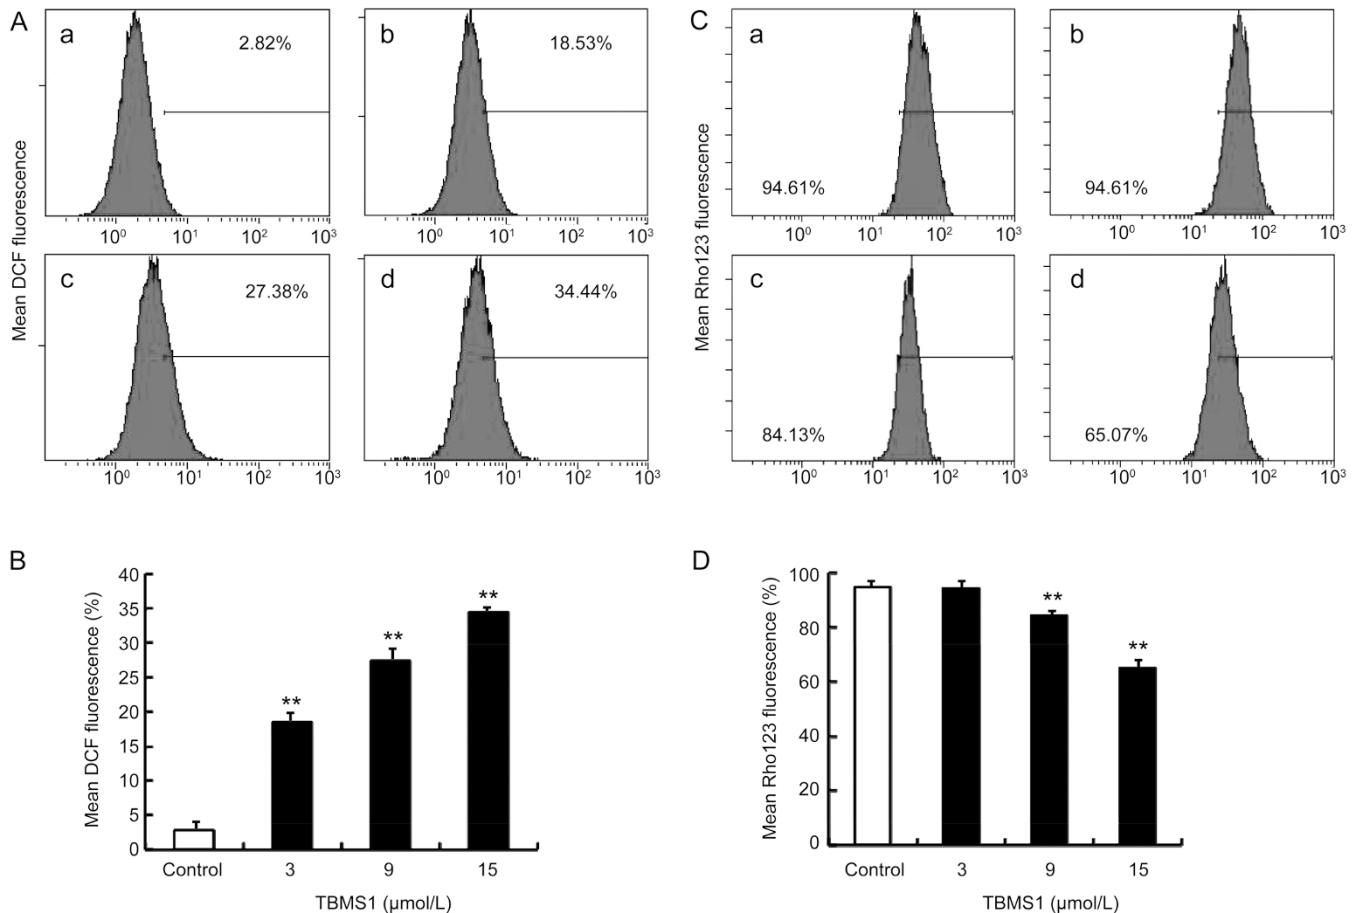 A
Mean DCF fluorescence
a
2.82%
10⁰ 10¹ 10² 10³
b
18.53%
10⁰ 10¹ 10² 10³
c
27.38%
10⁰ 10¹ 10² 10³
d
34.44%
10⁰ 10¹ 10² 10³
C
Mean Rho123 fluorescence
a
94.61%
10⁰ 10¹ 10² 10³
b
94.61%
10⁰ 10¹ 10² 10³
c
84.13%
10⁰ 10¹ 10² 10³
d
65.07%
10⁰ 10¹ 10² 10³
B
Mean DCF fluorescence (%)
40
35
30
25
20
15
10
5
0
**
**
**
Control 3 9 15
TBMS1 (μmol/L)
D
Mean Rho123 fluorescence (%)
100
80
60
40
20
0
**
**
Control 3 9 15
TBMS1 (μmol/L)